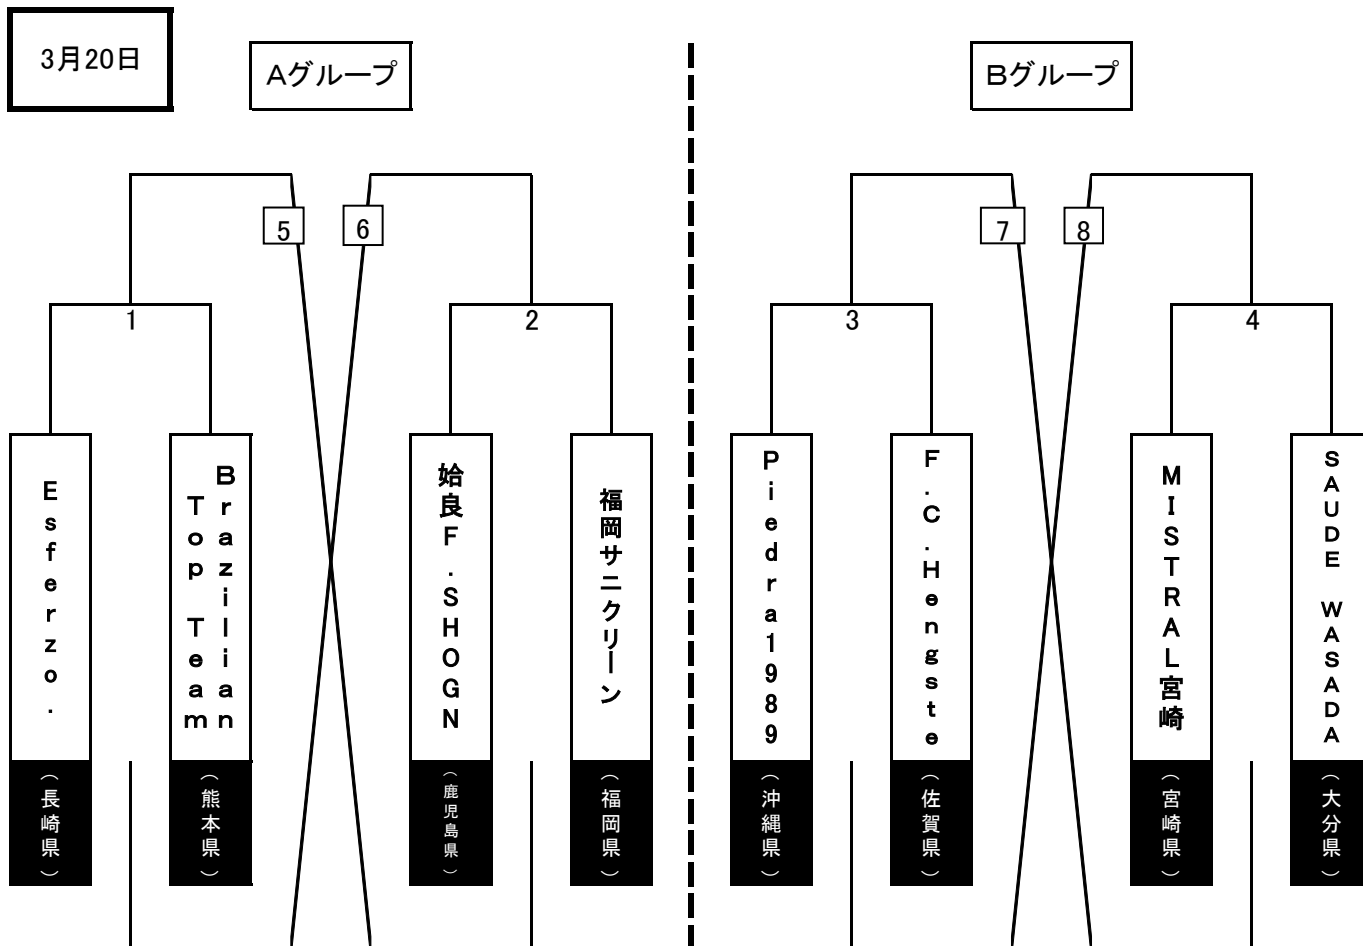 3月20日
Aグループ
Bグループ
5
6
7
8
1
2
3
4
Esferzo.
Brazilian
Top Team
姶良F.SHOGN
福岡サニクリーン
Piedra1989
F.C.Hengste
MISTRAL宮崎
SAUDE WASADA
(長崎県)
(熊本県)
(鹿児島県)
(福岡県)
(沖縄県)
(佐賀県)
(宮崎県)
(大分県)